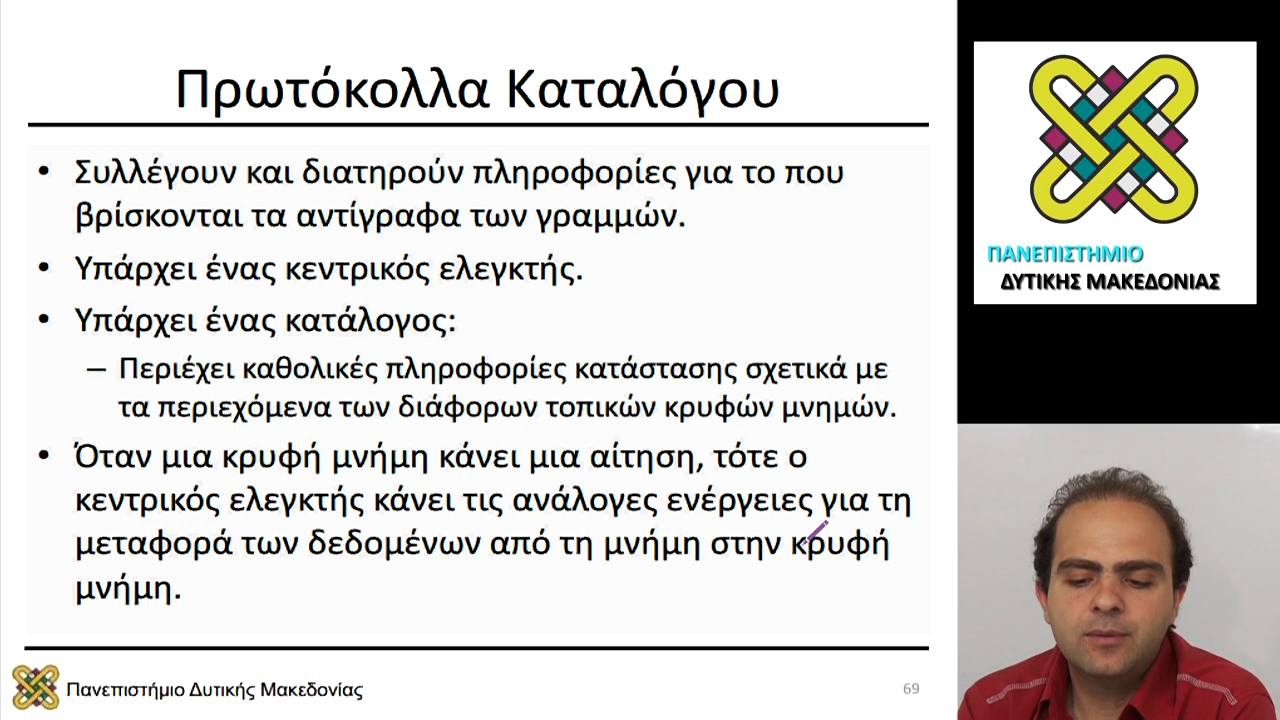 Πρωτόκολλα Καταλόγου
• Συλλέγουν και διατηρούν πληροφορίες για το που
βρίσκονται τα αντίγραφα των γραμμών.
• Υπάρχει ένας κεντρικός ελεγκτής.
• Υπάρχει ένας κατάλογος:
– Περιέχει καθολικές πληροφορίες κατάστασης σχετικά με
τα περιεχόμενα των διάφορων τοπικών κρυφών μνημών.
• Όταν μια κρυφή μνήμη κάνει μια αίτηση, τότε ο
κεντρικός ελεγκτής κάνει τις ανάλογες ενέργειες για τη
μεταφορά των δεδομένων από τη μνήμη στην κρυφή
μνήμη.
Πανεπιστήμιο Δυτικής Μακεδονίας
69
ΠΑΝΕΠΙΣΤΗΜΙΟ
ΔΥΤΙΚΗΣ ΜΑΚΕΔΟΝΙΑΣ